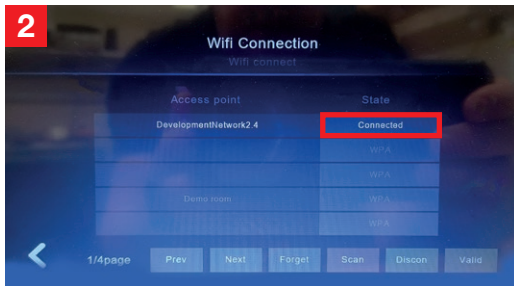 2
Wifi Connection
Wifi connect
Access point State
DevelopmentNetwork2.4 Connected
WPA
WPA
Demo room WPA
WPA
1/4page Prev Next Forget Scan Discon Valid